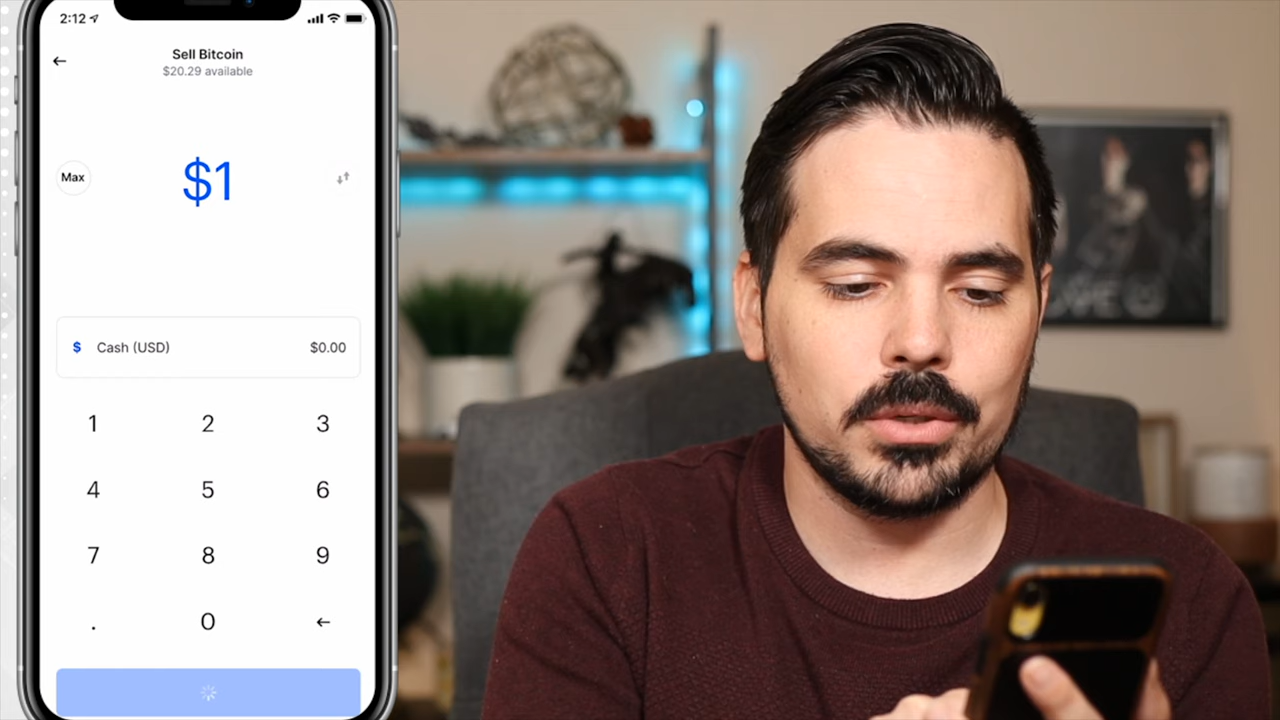 2:12
Sell Bitcoin
$20.29 available
Max
$1
$ Cash (USD) $0.00
1 2 3
4 5 6
7 8 9
. 0